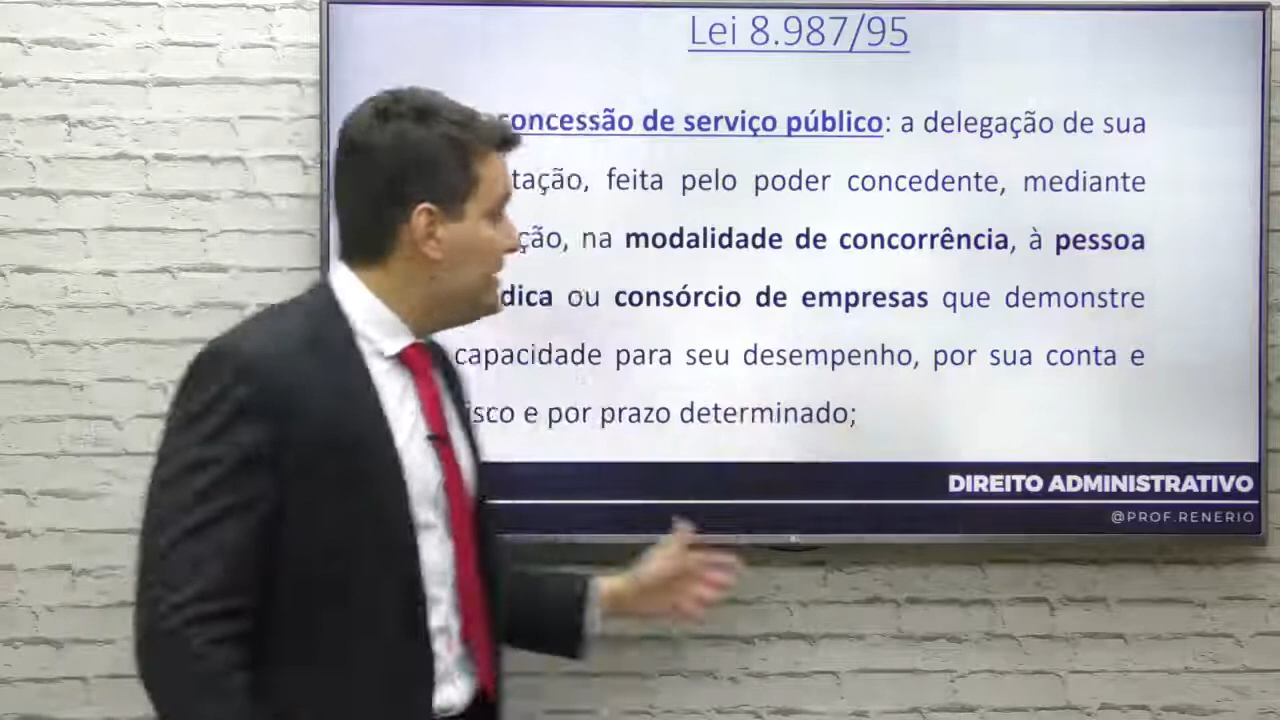 Lei 8.987/95
concessão de serviço público: a delegação de sua
tação, feita pelo poder concedente, mediante
ção, na modalidade de concorrência, à pessoa
dica ou consórcio de empresas que demonstre
capacidade para seu desempenho, por sua conta e
isco e por prazo determinado;
DIREITO ADMINISTRATIVO
@PROF.RENERIO